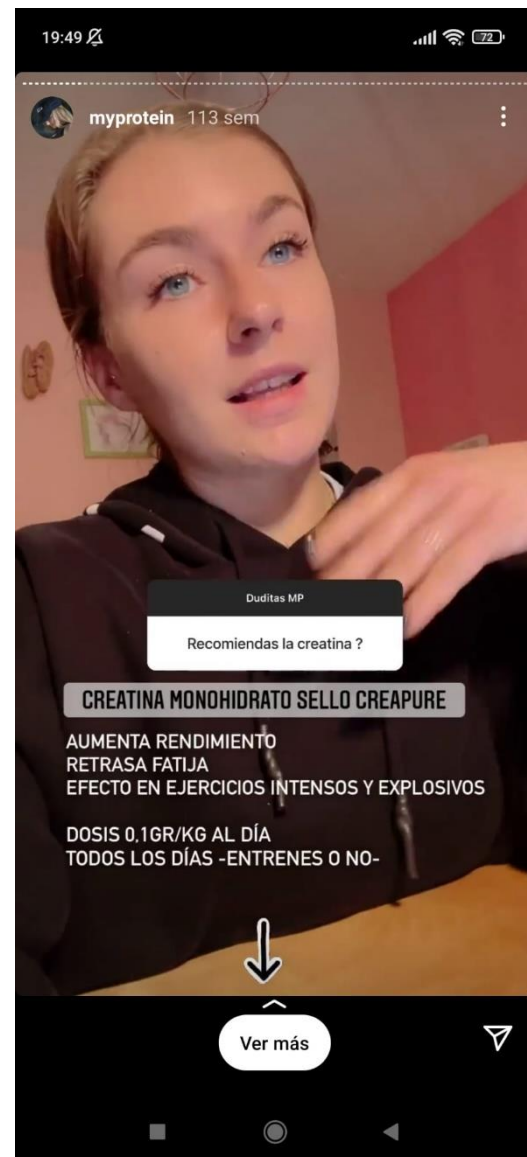 19:49
72
myprotein 113 sem
Duditas MP
Recomiendas la creatina ?
CREATINA MONOHIDRATO SELLO CREAPURE
AUMENTA RENDIMIENTO
RETRASA FATIJA
EFECTO EN EJERCICIOS INTENSOS Y EXPLOSIVOS
DOSIS 0,1GR/KG AL DÍA
TODOS LOS DÍAS -ENTRENES O NO-
Ver más